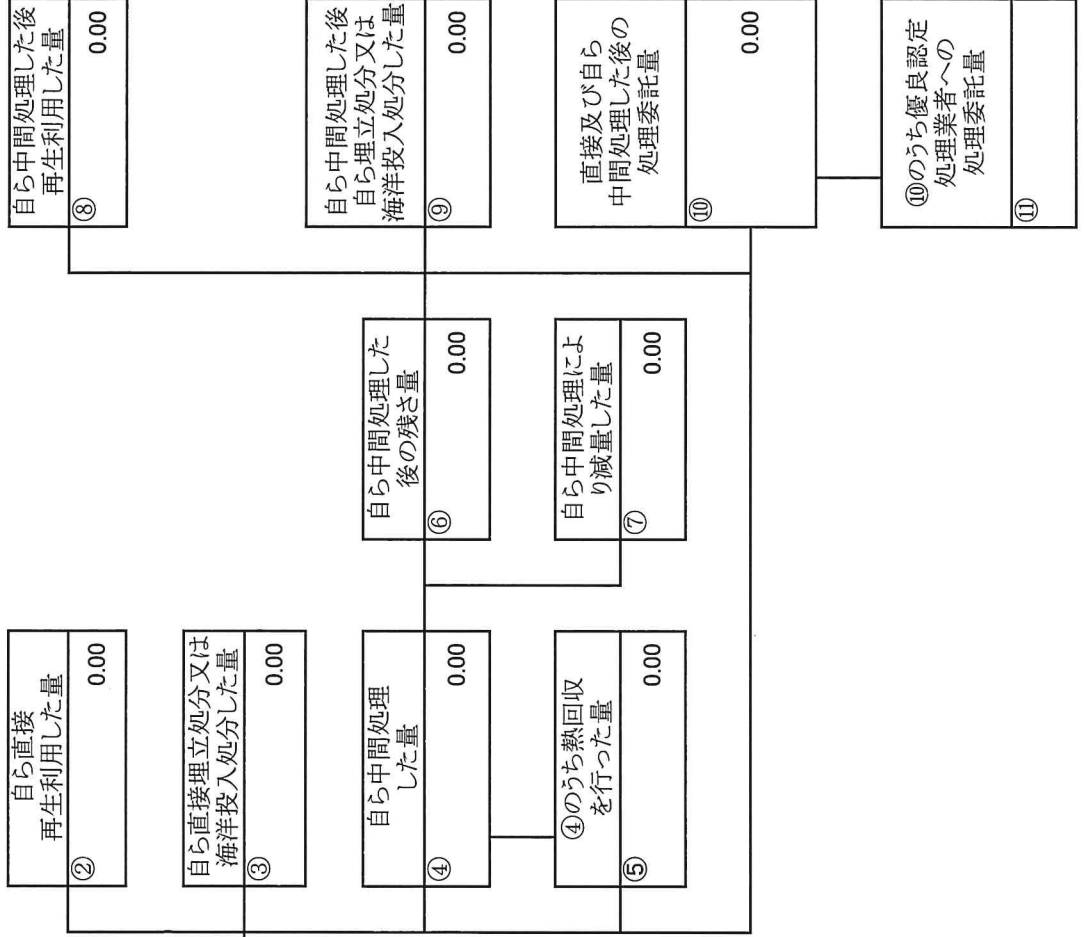 自ら直接
再生利用した量
②
0.00
自ら直接埋立処分又は
海洋投入処分した量
③
0.00
自ら中間処理
した量
④
0.00
④のうち熱回収
を行った量
⑤
0.00
自ら中間処理した
後の残さ量
⑥
0.00
自ら中間処理によ
り減量した量
⑦
0.00
自ら中間処理した後
再生利用した量
⑧
0.00
自ら中間処理した後
自ら埋立処分又は
海洋投入処分した量
⑨
0.00
直接及び自ら
中間処理した後の
処理委託量
⑩
0.00
⑩のうち優良認定
処理業者への
処理委託量
⑪